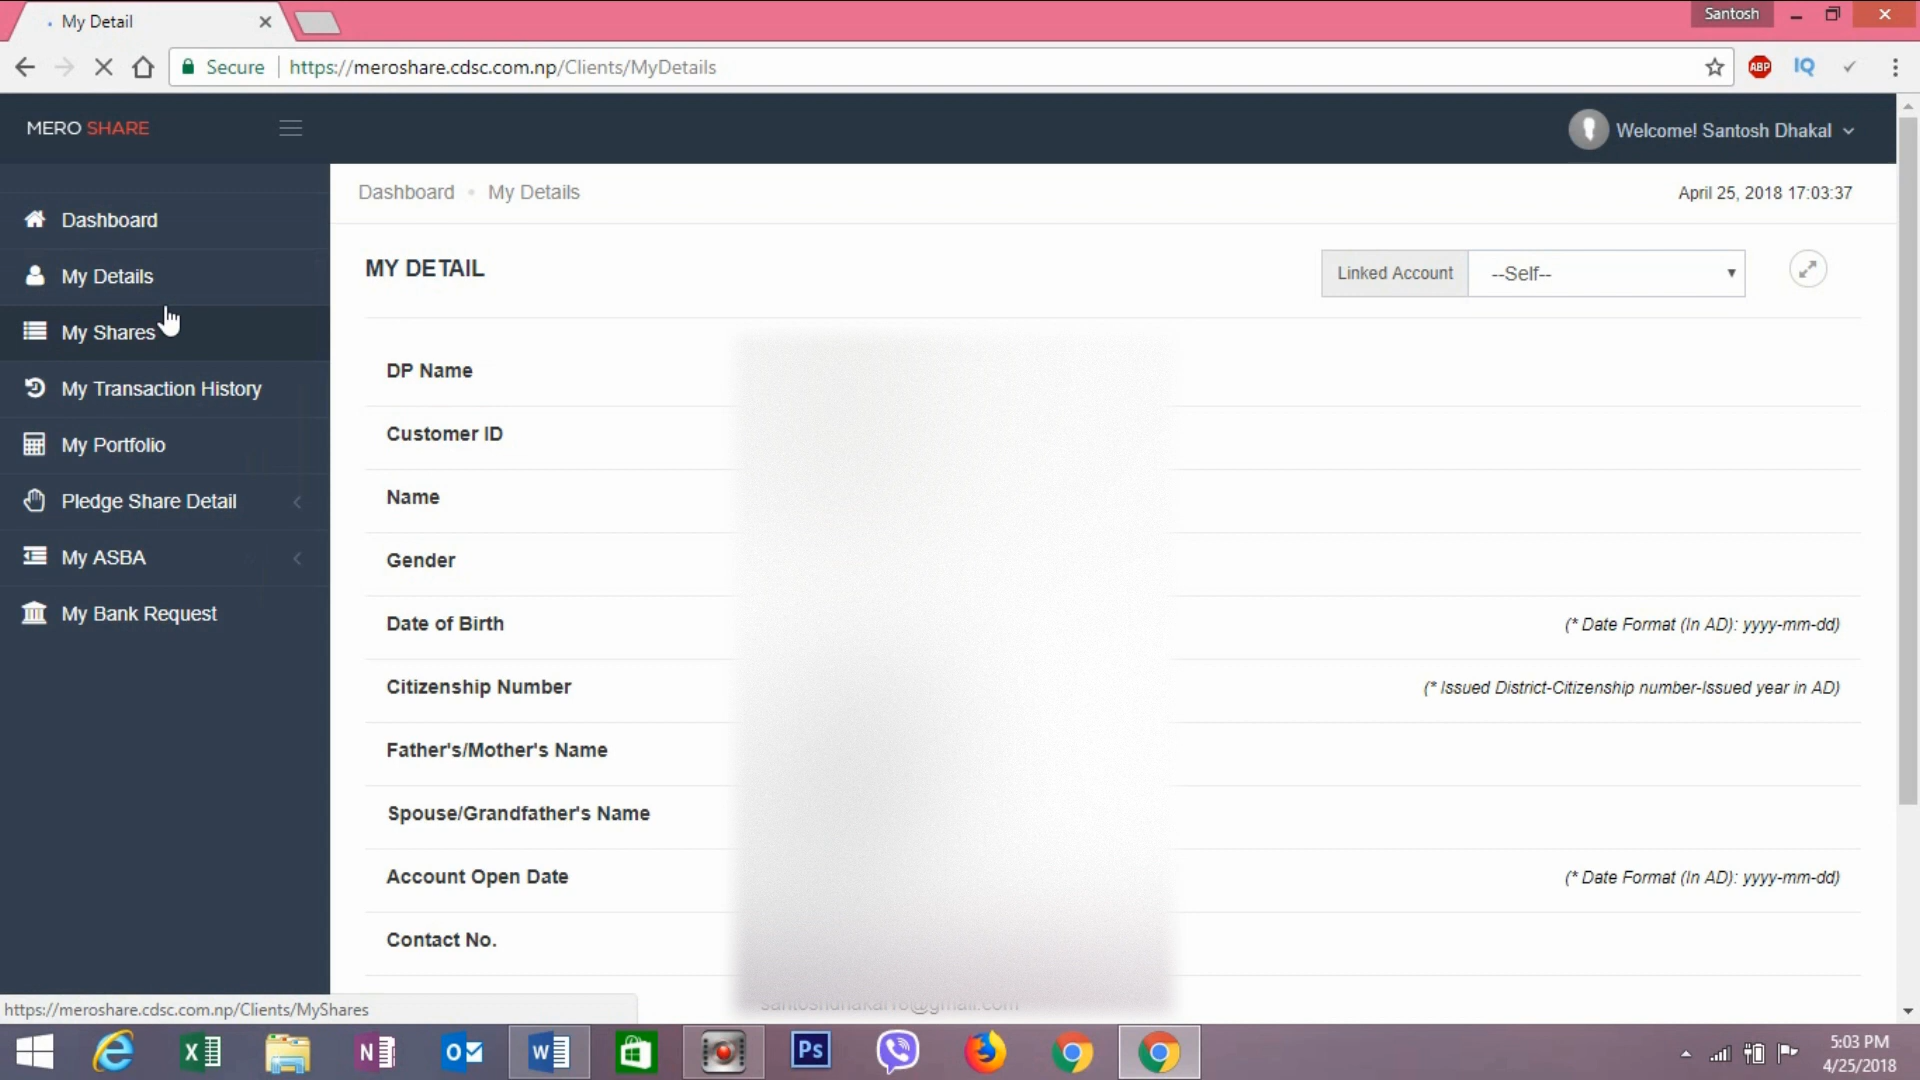 My Detail
Santosh
Secure
https://meroshare.cdsc.com.np/Clients/MyDetails
ABP
IQ
MERO SHARE
Welcome! Santosh Dhakal
Dashboard
My Details
My Shares
My Transaction History
My Portfolio
Pledge Share Detail
My ASBA
My Bank Request
Dashboard • My Details
April 25, 2018 17:03:37
MY DETAIL
Linked Account
--Self--
DP Name
Customer ID
Name
Gender
Date of Birth
(* Date Format (In AD): yyyy-mm-dd)
Citizenship Number
(* Issued District-Citizenship number-Issued year in AD)
Father's/Mother's Name
Spouse/Grandfather's Name
Account Open Date
(* Date Format (In AD): yyyy-mm-dd)
Contact No.
https://meroshare.cdsc.com.np/Clients/MyShares
Ps
5:03 PM
4/25/2018